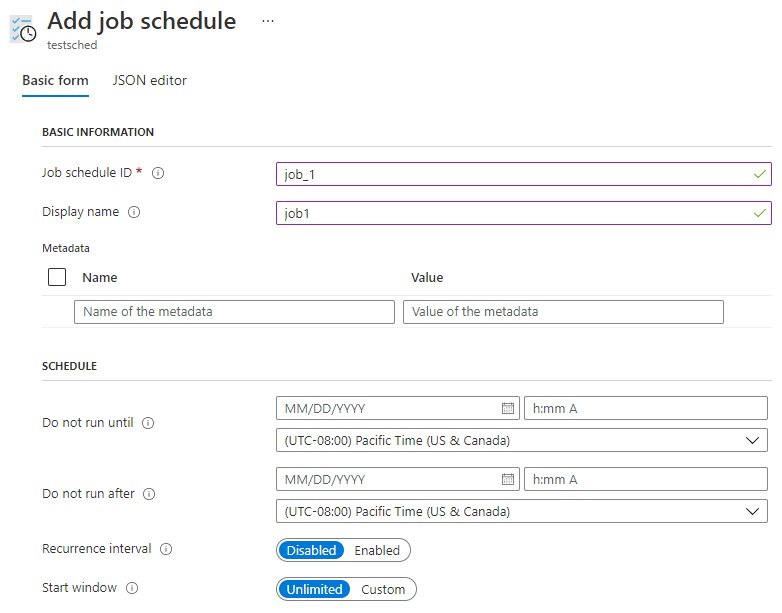 Add job schedule ...
testsched
Basic form JSON editor
BASIC INFORMATION
Job schedule ID * job_1
Display name job1
Metadata
Name Value
Name of the metadata Value of the metadata
SCHEDULE
Do not run until MM/DD/YYYY h:mm A
(UTC-08:00) Pacific Time (US & Canada)
Do not run after MM/DD/YYYY h:mm A
(UTC-08:00) Pacific Time (US & Canada)
Recurrence interval Disabled Enabled
Start window Unlimited Custom